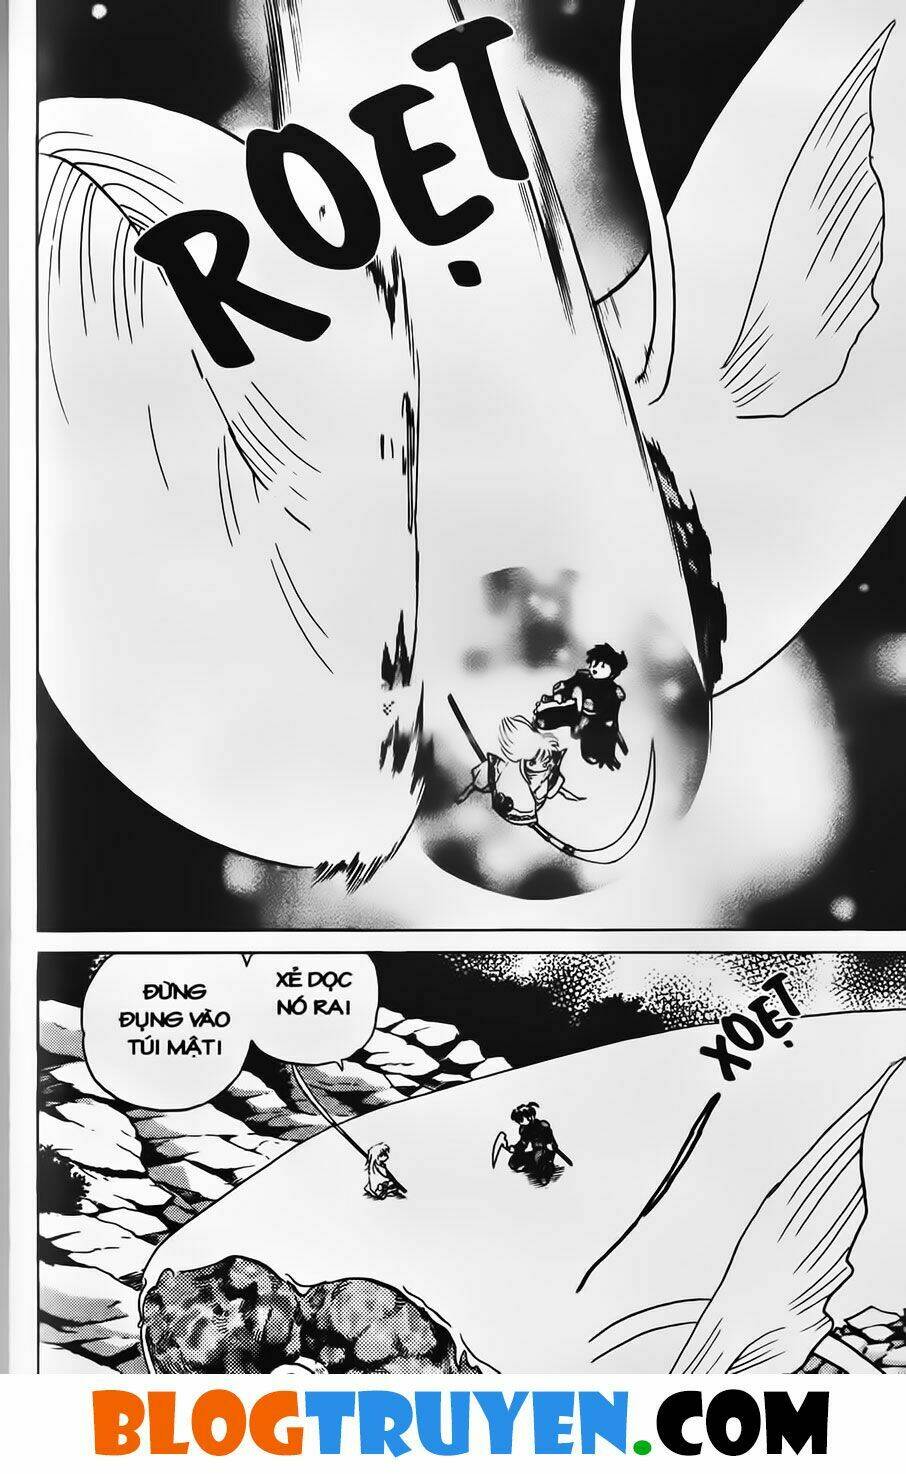 ROẸT
XẺ DỌC
NÓ RA!
ĐỪNG
ĐỤNG VÀO
TÚI MẬT!
XOẸT
BLOGTRUYEN.COM